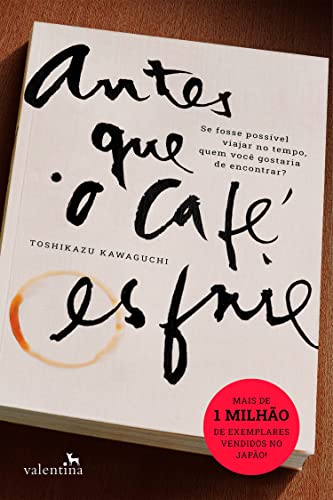 Antes
que
o café
esfrie
Se fosse possível
viajar no tempo,
quem você gostaria
de encontrar?
TOSHIKAZU KAWAGUCHI
MAIS DE
1 MILHÃO
DE EXEMPLARES
VENDIDOS NO
JAPÃO!
valentina